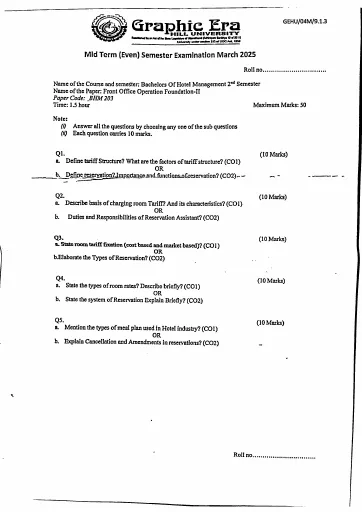 GEHU/04M/9.1.3
Graphic Era
HILL UNIVERSITY
Mid Term (Even) Semester Examination March 2025
Roll no..............................
Name of the Course and semester: Bachelors Of Hotel Management 2nd Semester
Name of the Paper: Front Office Operation Foundation-II
Paper Code: _BHM 203
Time: 1.5 hour Maximum Marks: 50
Note:
(i) Answer all the questions by choosing any one of the sub questions
(ii) Each question carries 10 marks.
Q1. (10 Marks)
a. Define tariff Structure? What are the factors of tariff structure? (CO1)
OR
b. Define reservation? Importance and functions of reservation? (CO2)
Q2. (10 Marks)
a. Describe basis of charging room Tariff? And its characteristics? (CO1)
OR
b. Duties and Responsibilities of Reservation Assistant? (CO2)
Q3. (10 Marks)
a. State room tariff fixation (cost based and market based)? (CO1)
OR
b.Elaborate the Types of Reservation? (CO2)
Q4. (10 Marks)
a. State the types of room rates? Describe briefly? (CO1)
OR
b. State the system of Reservation Explain Briefly? (CO2)
Q5. (10 Marks)
a. Mention the types of meal plan used in Hotel industry? (CO1)
OR
b. Explain Cancellation and Amendments in reservations? (CO2)
Roll no..............................